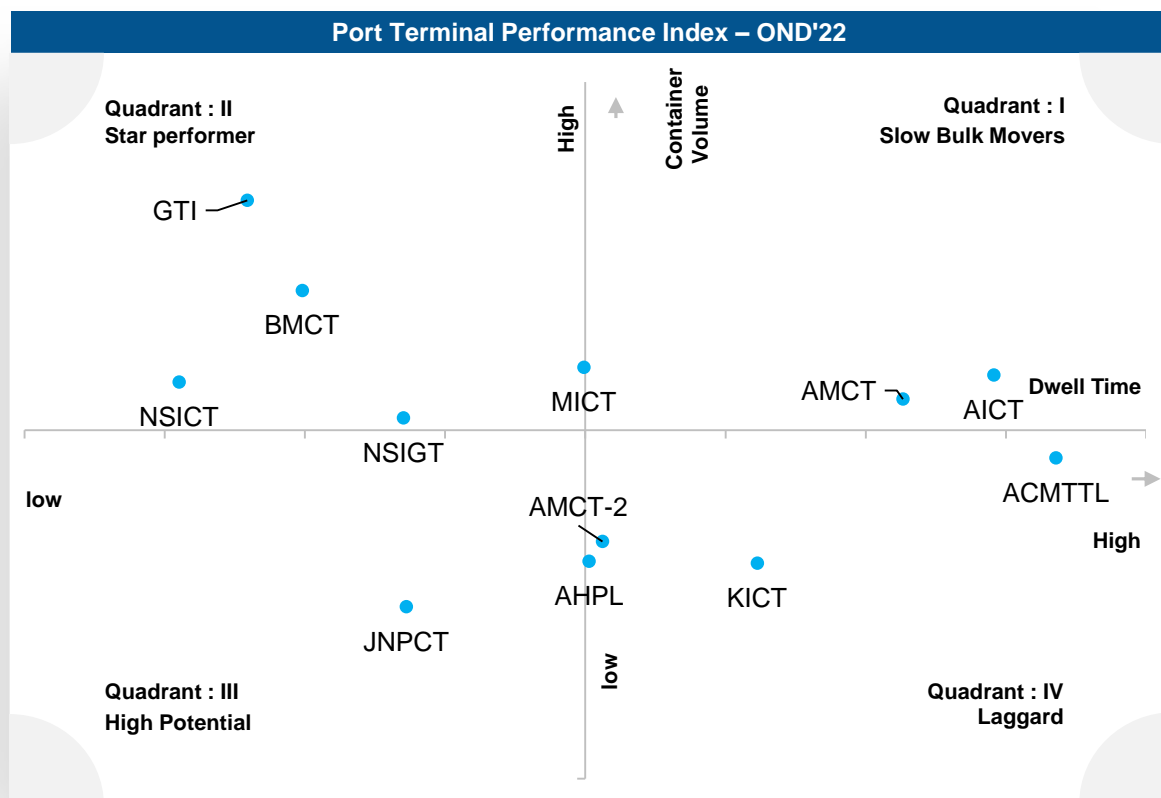 Port Terminal Performance Index – OND'22
Quadrant : II
Star performer
High
Container
Volume
Quadrant : I
Slow Bulk Movers
GTI
BMCT
NSICT
NSIGT
MICT
AMCT
AICT
Dwell Time
low
AMCT-2
ACMTTL
High
AHPL
KICT
JNPCT
low
Quadrant : III
High Potential
Quadrant : IV
Laggard